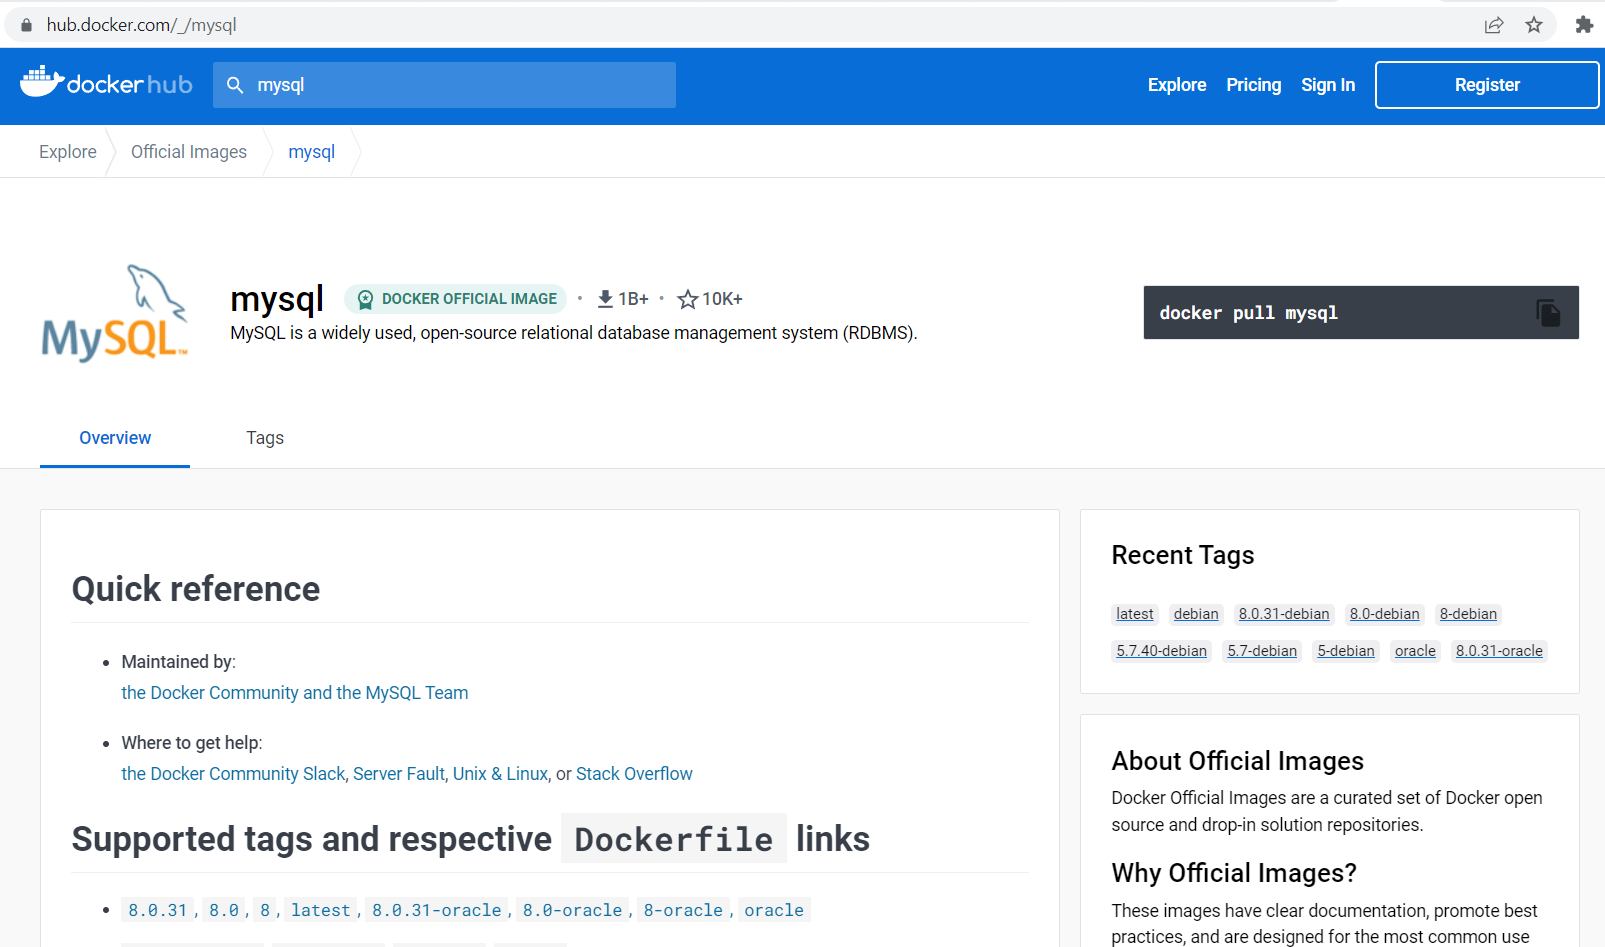 hub.docker.com/_/mysql
docker hub
mysql
Explore Pricing Sign In Register
Explore Official Images mysql
MySQL™
mysql DOCKER OFFICIAL IMAGE • 1B+ • 10K+
MySQL is a widely used, open-source relational database management system (RDBMS).
docker pull mysql
Overview Tags
Quick reference
• Maintained by:
the Docker Community and the MySQL Team
• Where to get help:
the Docker Community Slack, Server Fault, Unix & Linux, or Stack Overflow
Supported tags and respective Dockerfile links
• 8.0.31, 8.0, 8, latest, 8.0.31-oracle, 8.0-oracle, 8-oracle, oracle
Recent Tags
latest debian 8.0.31-debian 8.0-debian 8-debian
5.7.40-debian 5.7-debian 5-debian oracle 8.0.31-oracle
About Official Images
Docker Official Images are a curated set of Docker open
source and drop-in solution repositories.
Why Official Images?
These images have clear documentation, promote best
practices, and are designed for the most common use